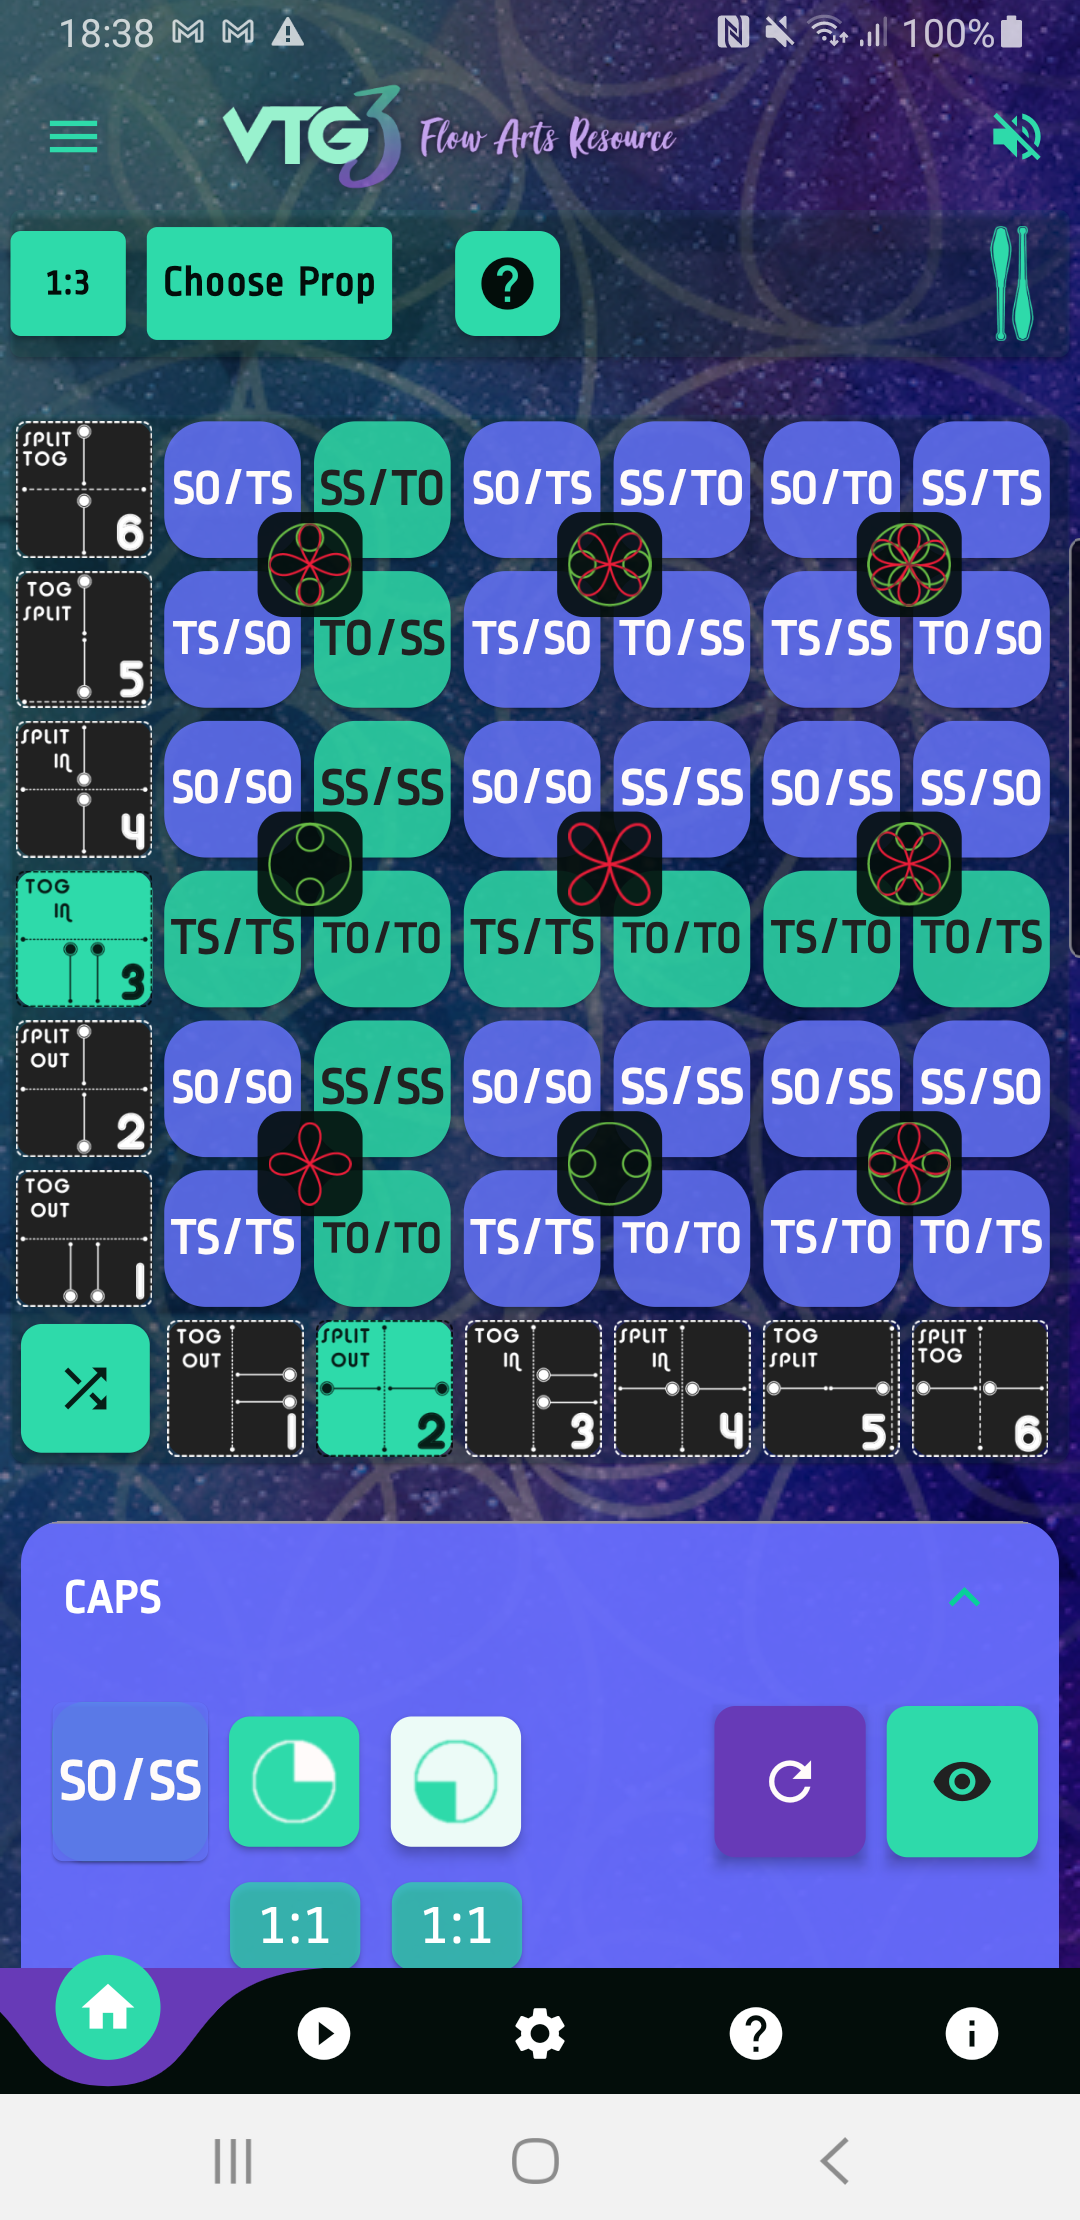 18:38 100%
VTG3 Flow Arts Resource
1:3 Choose Prop ?
SPLIT TOG 6 SO/TS SS/TO SO/TS SS/TO SO/TO SS/TS
TOG SPLIT 5 TS/SO TO/SS TS/SO TO/SS TS/SS TO/SO
SPLIT IN 4 SO/SO SS/SS SO/SO SS/SS SO/SS SS/SO
TOG IN 3 TS/TS TO/TO TS/TS TO/TO TS/TO TO/TS
SPLIT OUT 2 SO/SO SS/SS SO/SO SS/SS SO/SS SS/SO
TOG OUT 1 TS/TS TO/TO TS/TS TO/TO TS/TO TO/TS
TOG OUT 1 SPLIT OUT 2 TOG IN 3 SPLIT IN 4 TOG SPLIT 5 SPLIT TOG 6
CAPS
SO/SS
1:1 1:1